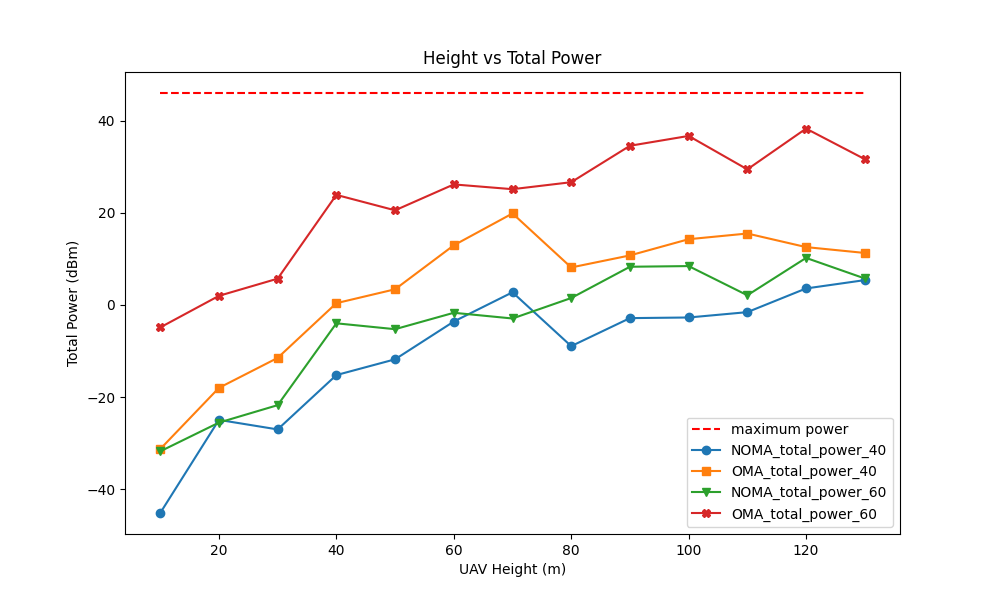 Height vs Total Power
Total Power (dBm)
40
20
0
−20
−40
20
40
60
80
100
120
UAV Height (m)
maximum power
NOMA_total_power_40
OMA_total_power_40
NOMA_total_power_60
OMA_total_power_60